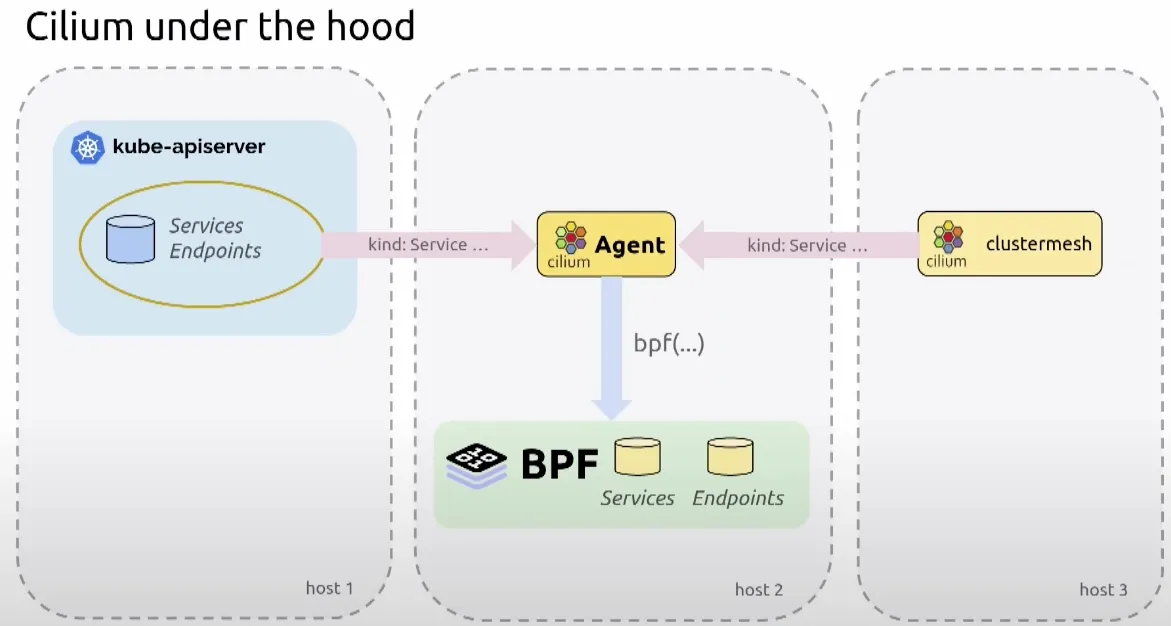 Cilium under the hood
kube-apiserver
Services
Endpoints
kind: Service ...
cilium
Agent
kind: Service ...
cilium
clustermesh
bpf(...)
BPF
Services
Endpoints
host 1
host 2
host 3